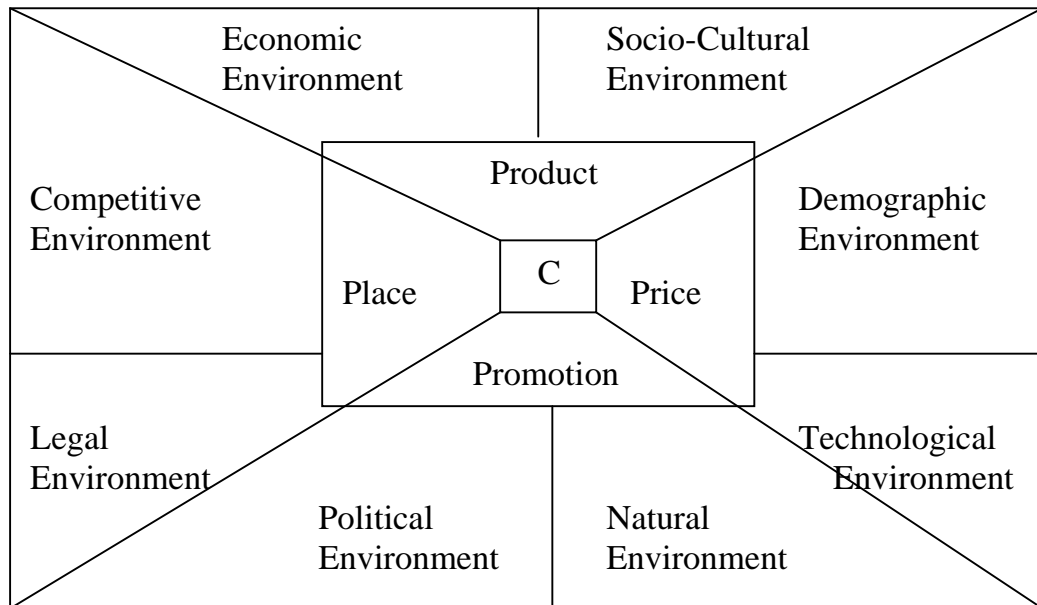 Economic
Environment
Socio-Cultural
Environment
Product
Competitive
Environment
Demographic
Environment
C
Place
Price
Promotion
Legal
Environment
Technological
Environment
Political
Environment
Natural
Environment